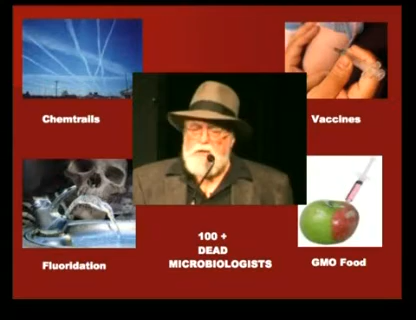 Chemtrails
Vaccines
Fluoridation
100 +
DEAD
MICROBIOLOGISTS
GMO Food